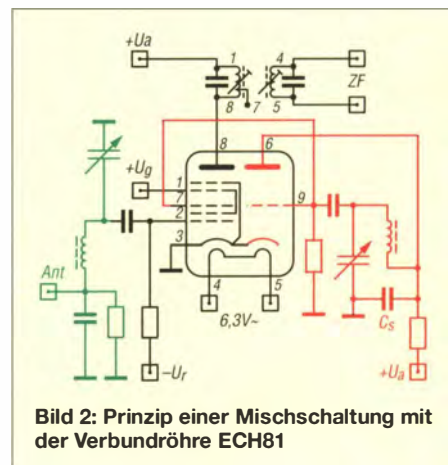 +Ua
1
4
ZF
8
7
5
8
6
+Ug
1
7
2
9
3
Ant
4
5
Cs
6,3V~
–Ur
+Ua
Bild 2: Prinzip einer Mischschaltung mit
der Verbundröhre ECH81